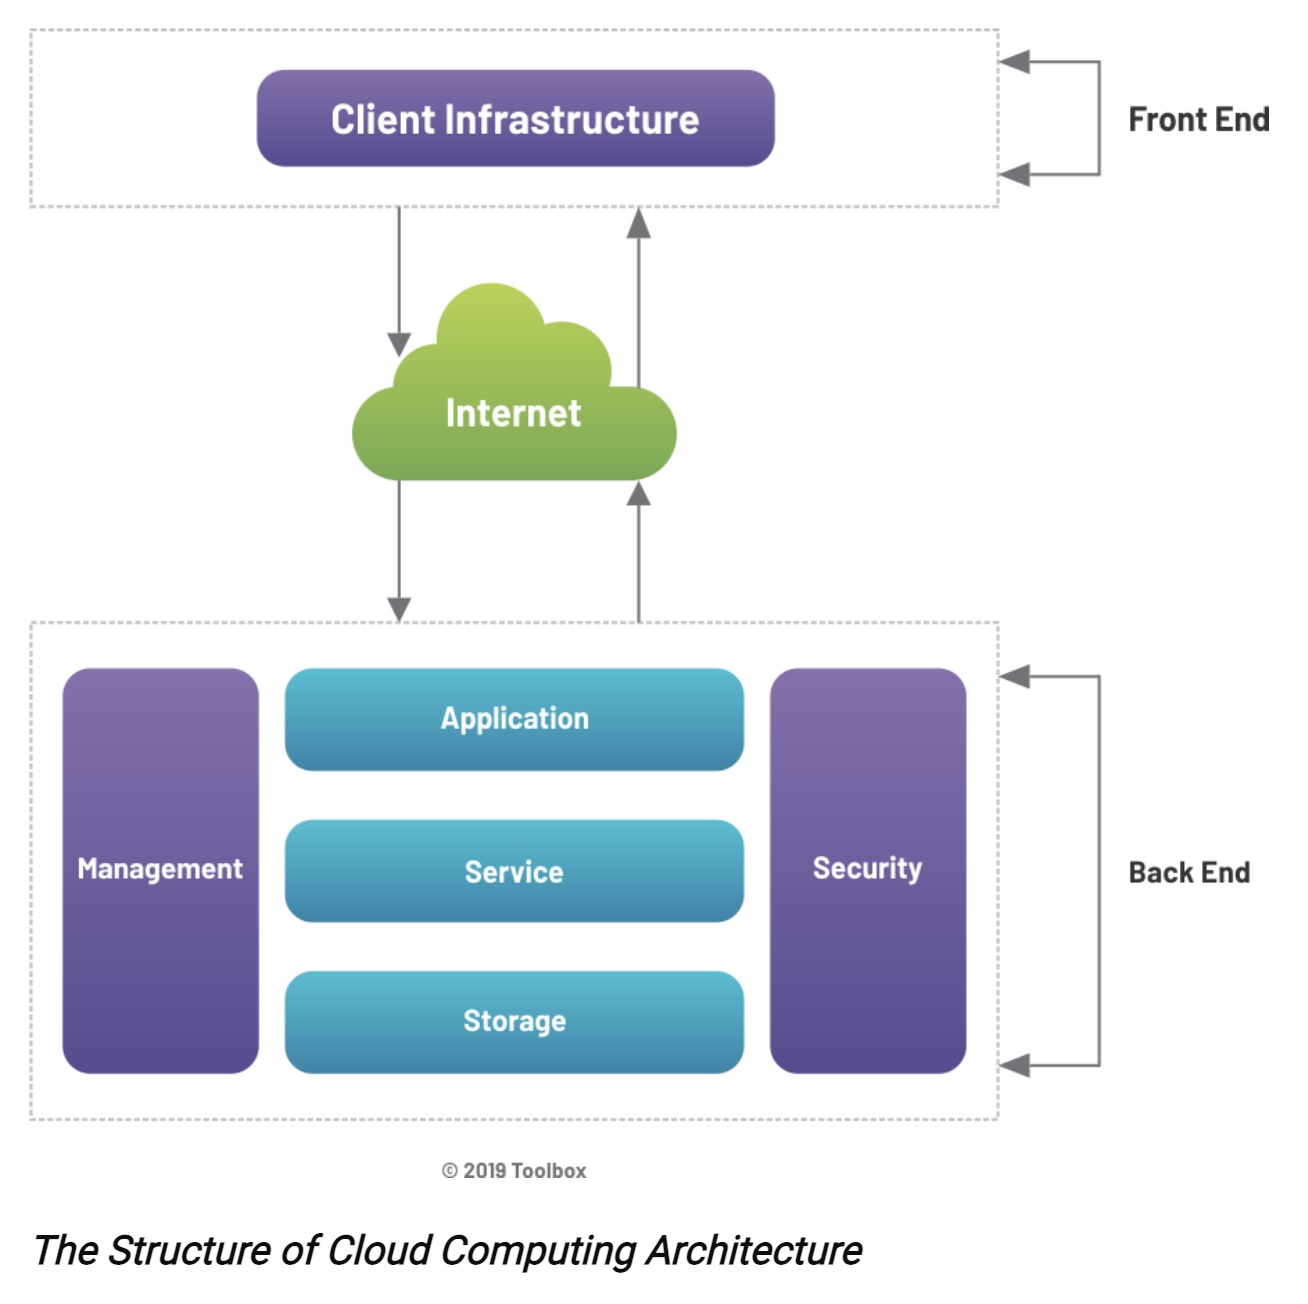 Client Infrastructure
Front End
Internet
Application
Management
Service
Security
Back End
Storage
© 2019 Toolbox
The Structure of Cloud Computing Architecture